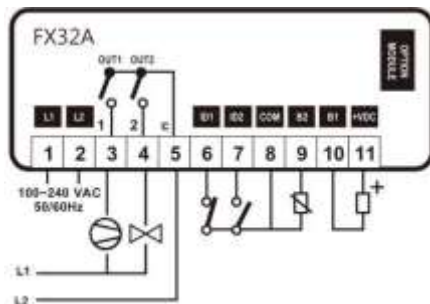 FX32A
OPTION
MODULE
OUT1 OUT2
L1 L2 1 2 ID1 ID2 COM B2 B1 +VDC
1 2 3 4 5 6 7 8 9 10 11
100-240 VAC
50/60Hz
+
L1
L2